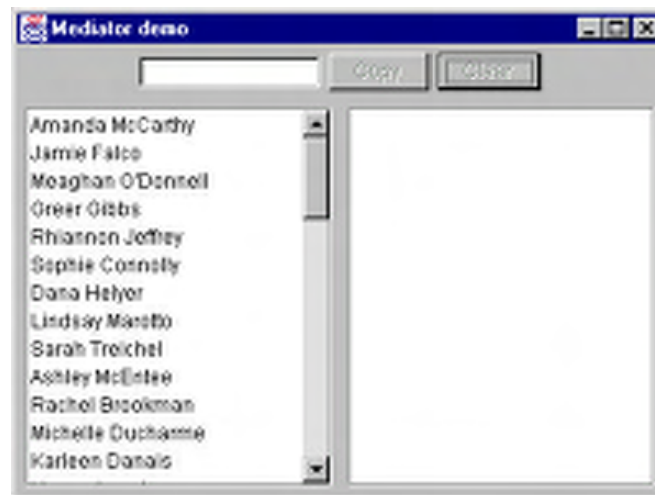 Mediator demo
Copy Clear
Amanda McCarthy
Jamie Falco
Meaghan O'Donnell
Greer Gibbs
Rhiannon Jeffrey
Sophie Connolly
Dana Helyer
Lindsay Marotto
Sarah Treichel
Ashley McEntee
Rachel Brookman
Michelle Ducharme
Karleen Danais